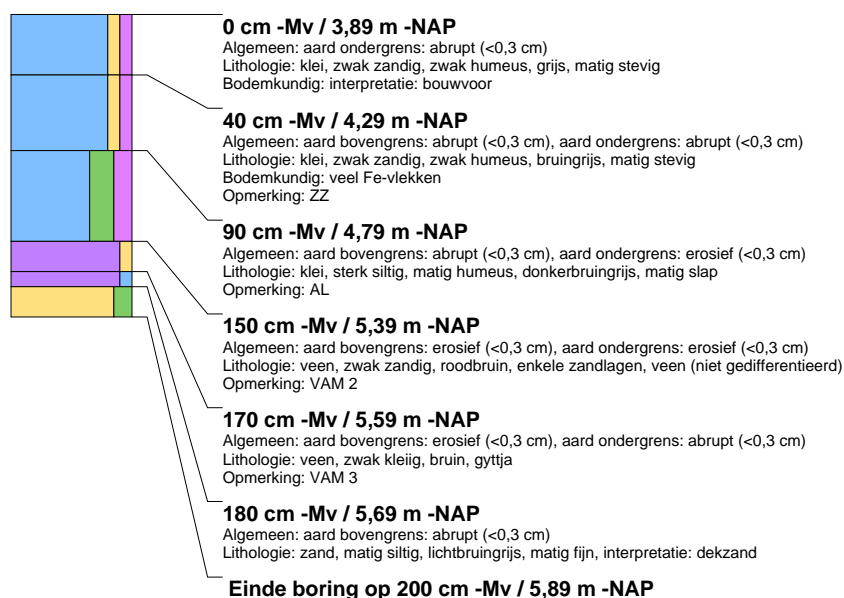 0 cm -Mv / 3,89 m -NAP
Algemeen: aard ondergrens: abrupt (<0,3 cm)
Lithologie: klei, zwak zandig, zwak humeus, grijs, matig stevig
Bodemkundig: interpretatie: bouwvoor
40 cm -Mv / 4,29 m -NAP
Algemeen: aard bovengrens: abrupt (<0,3 cm), aard ondergrens: abrupt (<0,3 cm)
Lithologie: klei, zwak zandig, zwak humeus, bruingrijs, matig stevig
Bodemkundig: veel Fe-vlekken
Opmerking: ZZ
90 cm -Mv / 4,79 m -NAP
Algemeen: aard bovengrens: abrupt (<0,3 cm), aard ondergrens: erosief (<0,3 cm)
Lithologie: klei, sterk siltig, matig humeus, donkerbruingrijs, matig slap
Opmerking: AL
150 cm -Mv / 5,39 m -NAP
Algemeen: aard bovengrens: erosief (<0,3 cm), aard ondergrens: erosief (<0,3 cm)
Lithologie: veen, zwak zandig, roodbruin, enkele zandlagen, veen (niet gedifferentieerd)
Opmerking: VAM 2
170 cm -Mv / 5,59 m -NAP
Algemeen: aard bovengrens: erosief (<0,3 cm), aard ondergrens: abrupt (<0,3 cm)
Lithologie: veen, zwak kleiig, bruin, gyttja
Opmerking: VAM 3
180 cm -Mv / 5,69 m -NAP
Algemeen: aard bovengrens: abrupt (<0,3 cm)
Lithologie: zand, matig siltig, lichtbruingrijs, matig fijn, interpretatie: dekzand
Einde boring op 200 cm -Mv / 5,89 m -NAP